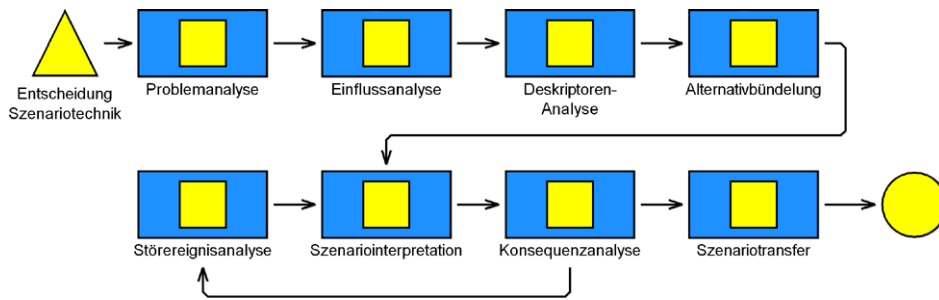 Entscheidung
Szenariotechnik
Problemanalyse
Einflussanalyse
Deskriptoren-
Analyse
Alternativbündelung
Störereignisanalyse
Szenariointerpretation
Konsequenzanalyse
Szenariotransfer